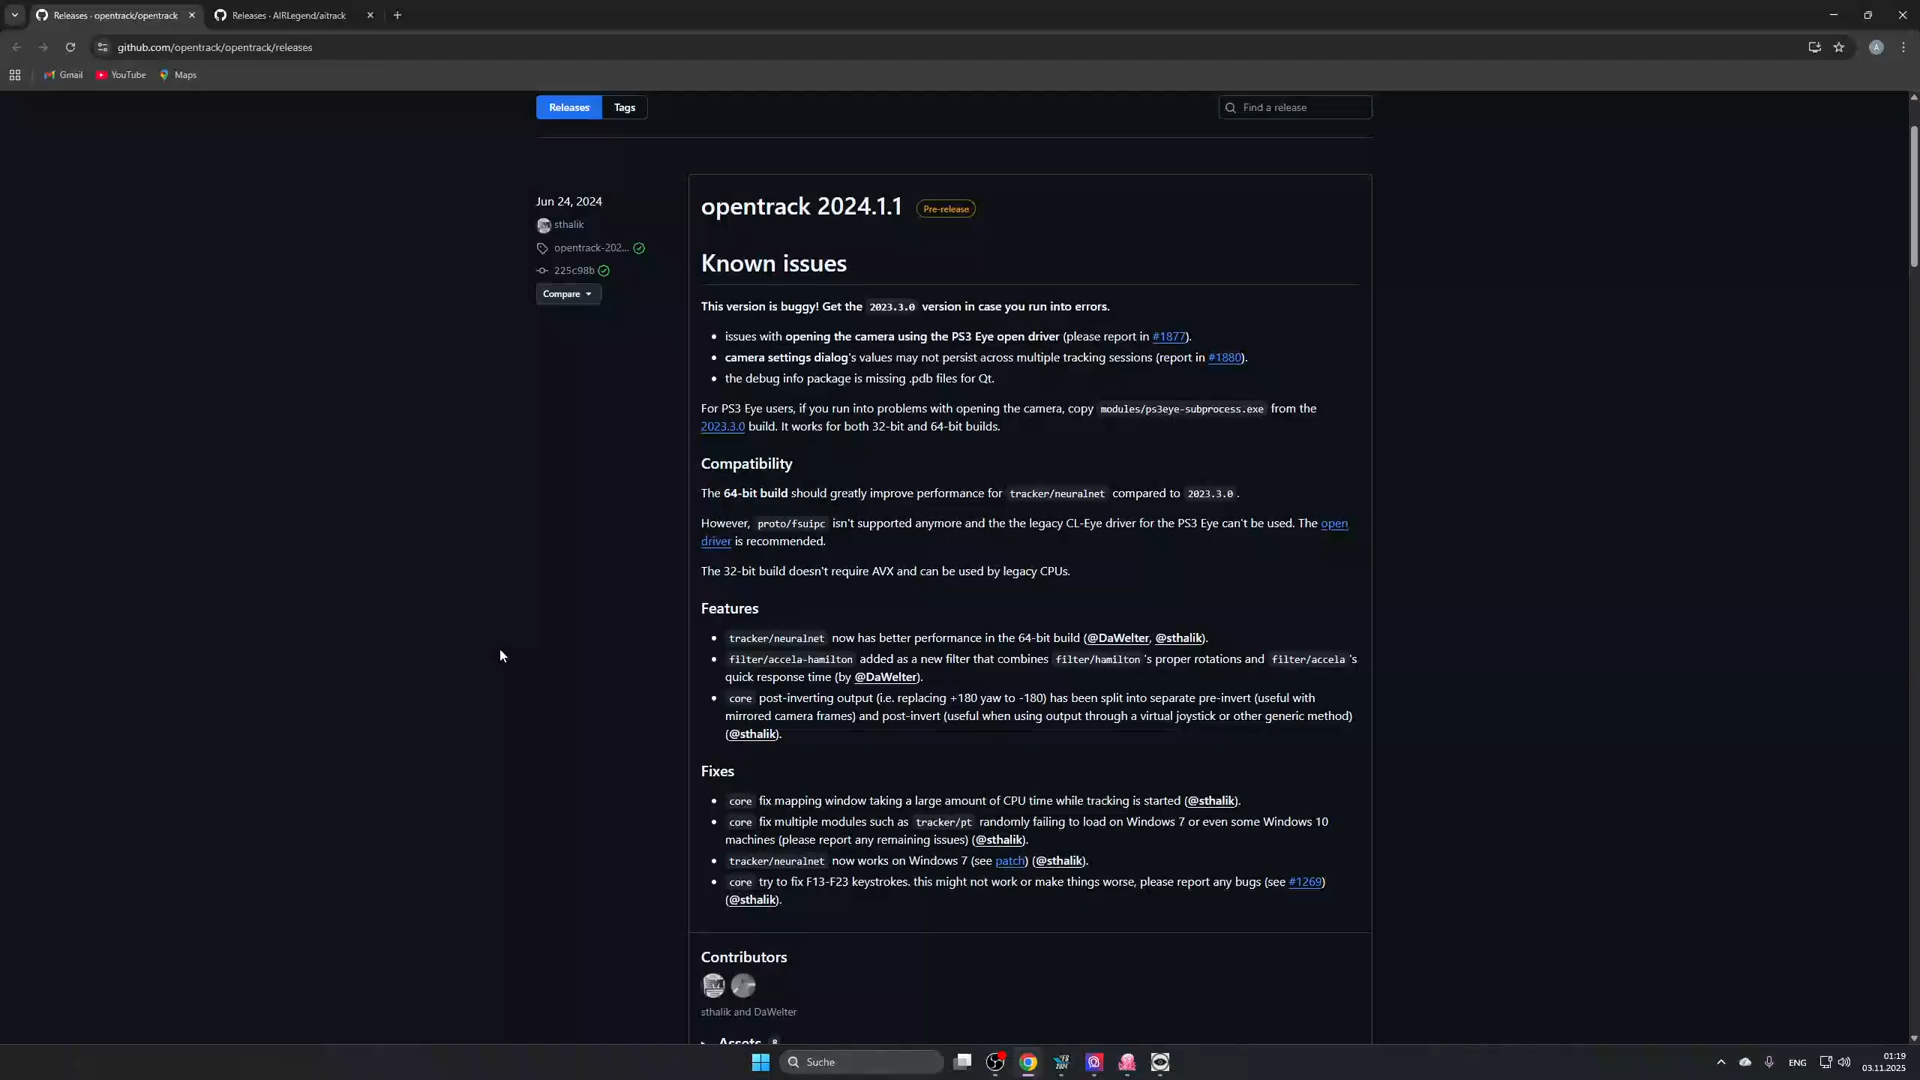 Releases · opentrack/opentrack
Releases · AIRLegend/aitrack
github.com/opentrack/opentrack/releases
Gmail
YouTube
Maps
Releases
Tags
Find a release
Jun 24, 2024
sthalik
opentrack-202...
225c98b
Compare
opentrack 2024.1.1
Pre-release
Known issues
This version is buggy! Get the 2023.3.0 version in case you run into errors.
• issues with opening the camera using the PS3 Eye open driver (please report in #1877).
• camera settings dialog's values may not persist across multiple tracking sessions (report in #1880).
• the debug info package is missing .pdb files for Qt.
For PS3 Eye users, if you run into problems with opening the camera, copy modules/ps3eye-subprocess.exe from the
2023.3.0 build. It works for both 32-bit and 64-bit builds.
Compatibility
The 64-bit build should greatly improve performance for tracker/neuralnet compared to 2023.3.0 .
However, proto/fsuipc isn't supported anymore and the the legacy CL-Eye driver for the PS3 Eye can't be used. The open
driver is recommended.
The 32-bit build doesn't require AVX and can be used by legacy CPUs.
Features
• tracker/neuralnet now has better performance in the 64-bit build (@DaWelter, @sthalik).
• filter/accela-hamilton added as a new filter that combines filter/hamilton 's proper rotations and filter/accela 's
quick response time (by @DaWelter).
• core post-inverting output (i.e. replacing +180 yaw to -180) has been split into separate pre-invert (useful with
mirrored camera frames) and post-invert (useful when using output through a virtual joystick or other generic method)
(@sthalik).
Fixes
• core fix mapping window taking a large amount of CPU time while tracking is started (@sthalik).
• core fix multiple modules such as tracker/pt randomly failing to load on Windows 7 or even some Windows 10
machines (please report any remaining issues) (@sthalik).
• tracker/neuralnet now works on Windows 7 (see patch) (@sthalik).
• core try to fix F13-F23 keystrokes. this might not work or make things worse, please report any bugs (see #1269)
(@sthalik).
Contributors
sthalik and DaWelter
Assets 8
Suche
ENG
01:19
03.11.2025